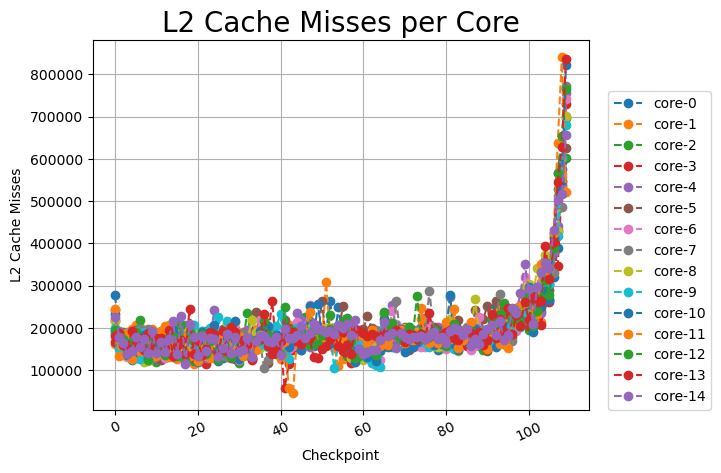 L2 Cache Misses per Core
800000
700000
600000
500000
400000
300000
200000
100000
L2 Cache Misses
0
20
40
60
80
100
Checkpoint
core-0
core-1
core-2
core-3
core-4
core-5
core-6
core-7
core-8
core-9
core-10
core-11
core-12
core-13
core-14